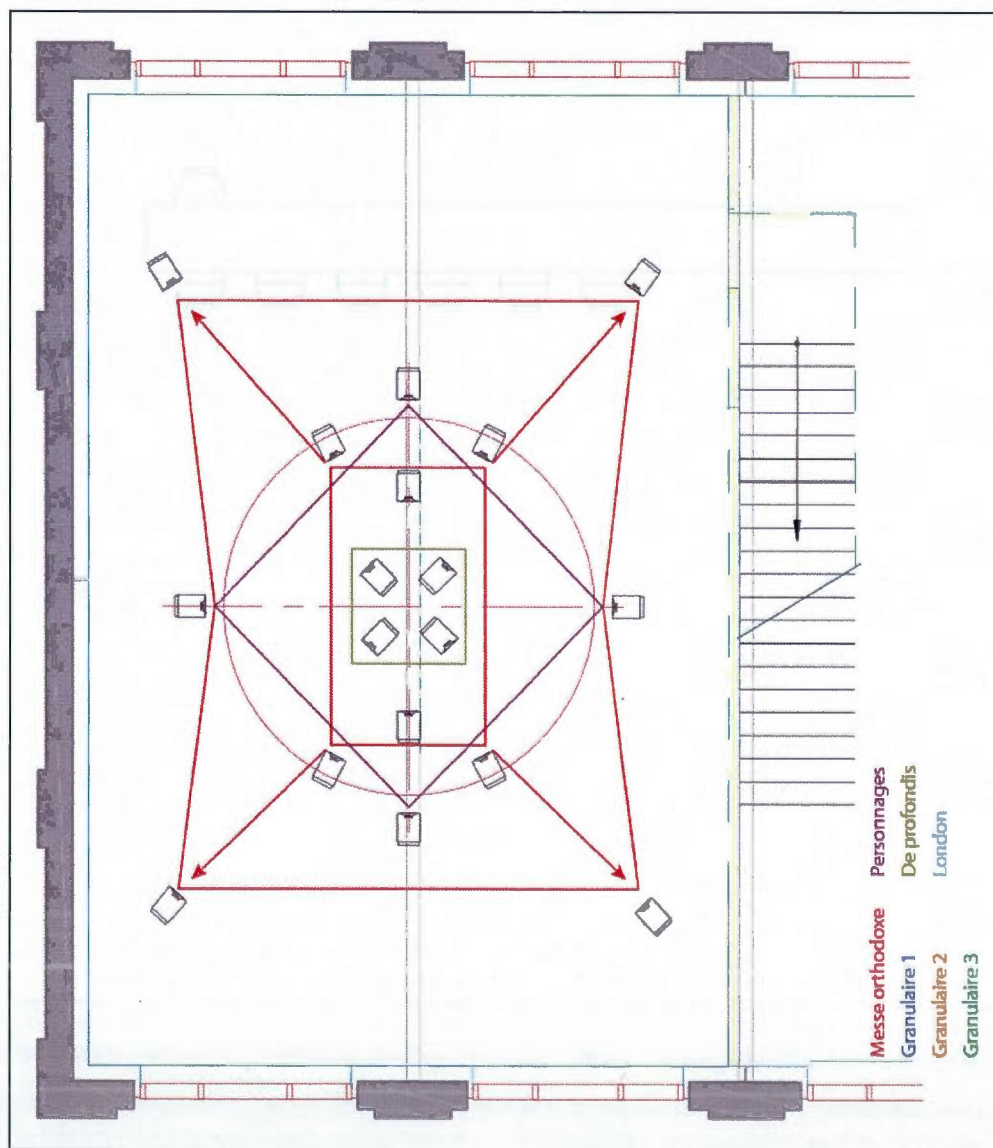 Messe orthodoxe
Granulaire 1
Granulaire 2
Granulaire 3
Personnages
De profondis
London